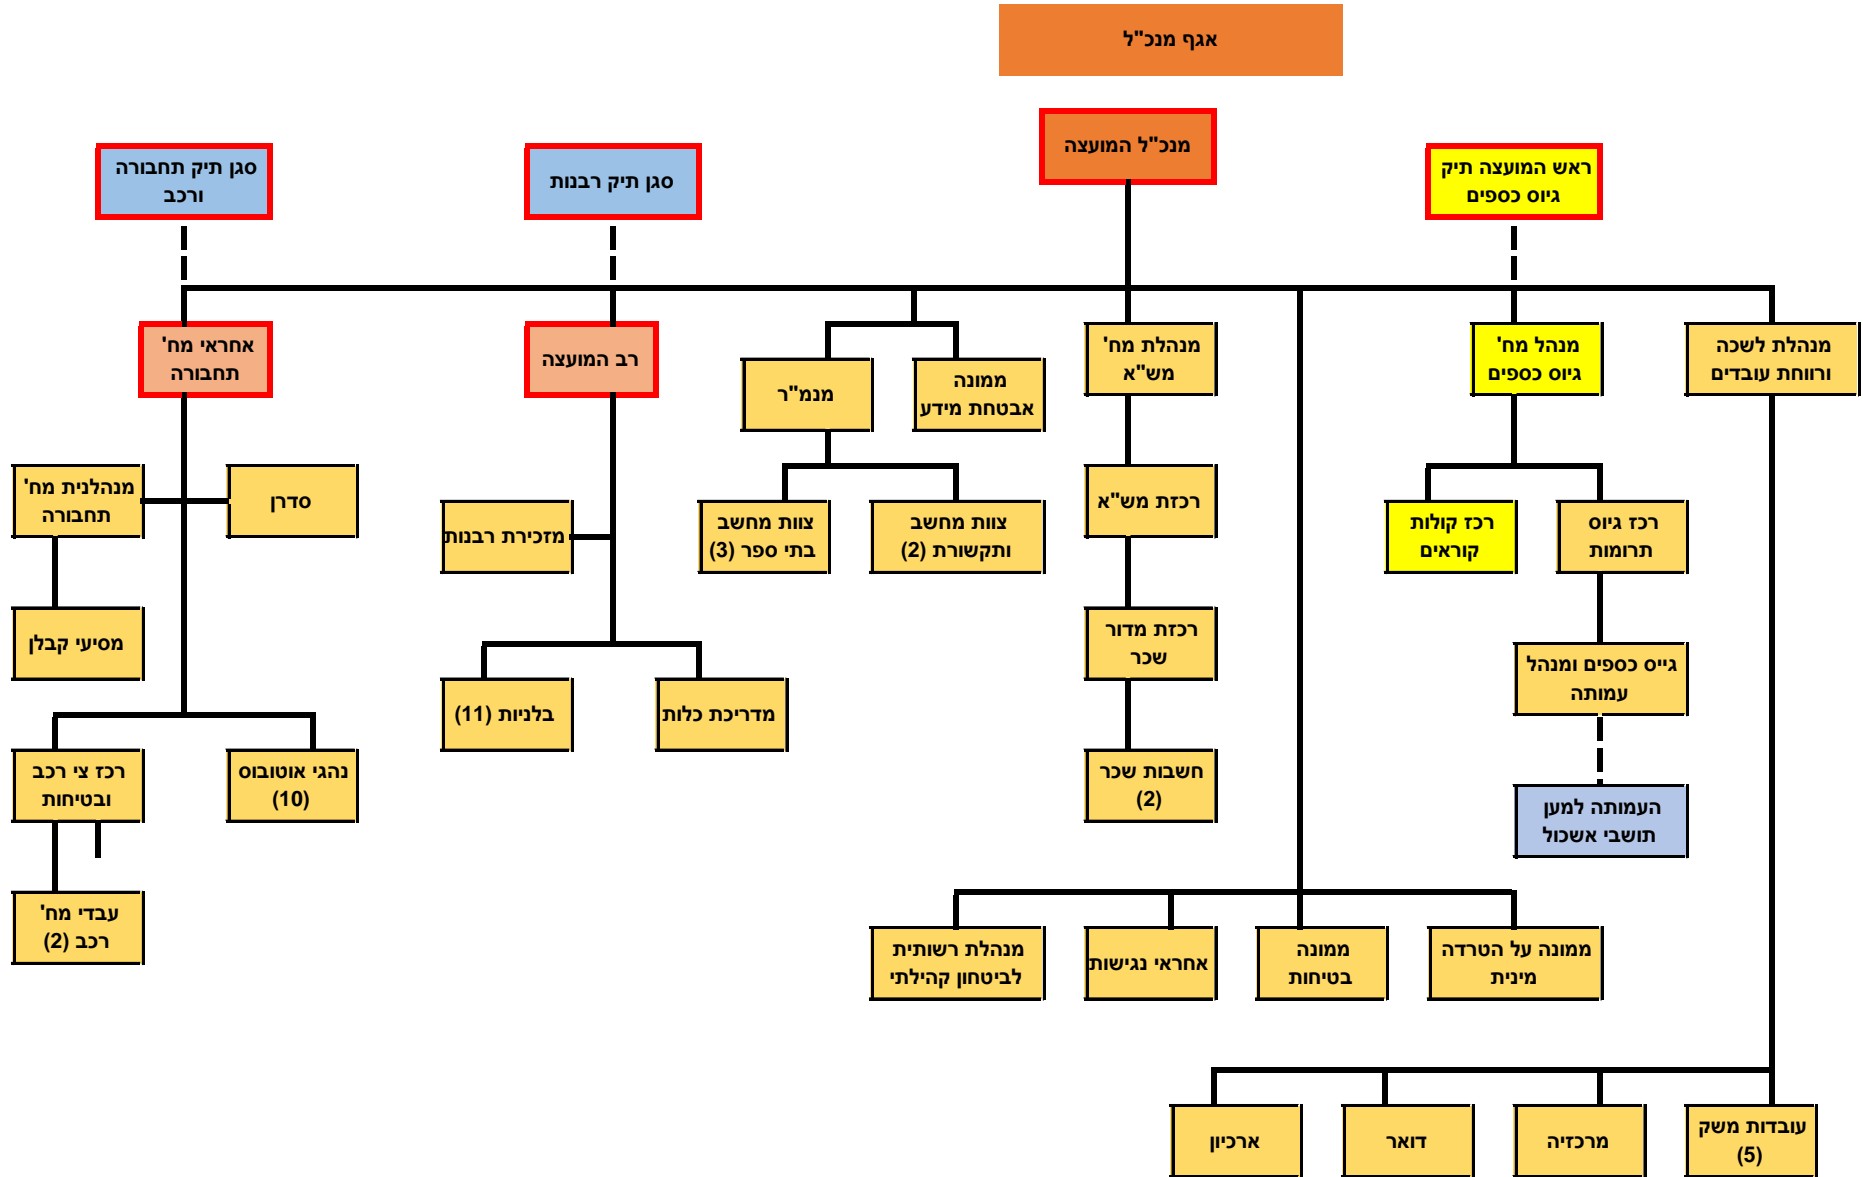 אגף מנכ"ל
מנכ"ל המועצה
ראש המועצה תיק
גיוס כספים
סגן תיק רבנות
סגן תיק תחבורה
ורכב
מנהלת לשכה
ורווחת עובדים
מנהל מח'
גיוס כספים
מנהלת מח'
מש"א
ממונה
אבטחת מידע
מנמ"ר
רב המועצה
אחראי מח'
תחבורה
רכז גיוס
תרומות
רכז קולות
קוראים
רכזת מש"א
צוות מחשב
ותקשורת (2)
צוות מחשב
בתי ספר (3)
מזכירת רבנות
סדרן
מנהלנית מח'
תחבורה
גייס כספים ומנהל
עמותה
רכזת מדור
שכר
מסיעי קבלן
מדריכת כלות
בלניות (11)
נהגי אוטובוס
(10)
רכז צי רכב
ובטיחות
חשבות שכר
(2)
העמותה למען
תושבי אשכול
עבדי מח'
רכב (2)
ממונה על הטרדה
מינית
ממונה
בטיחות
אחראי נגישות
מנהלת רשותית
לביטחון קהילתי
עובדות משק
(5)
מרכזיה
דואר
ארכיון